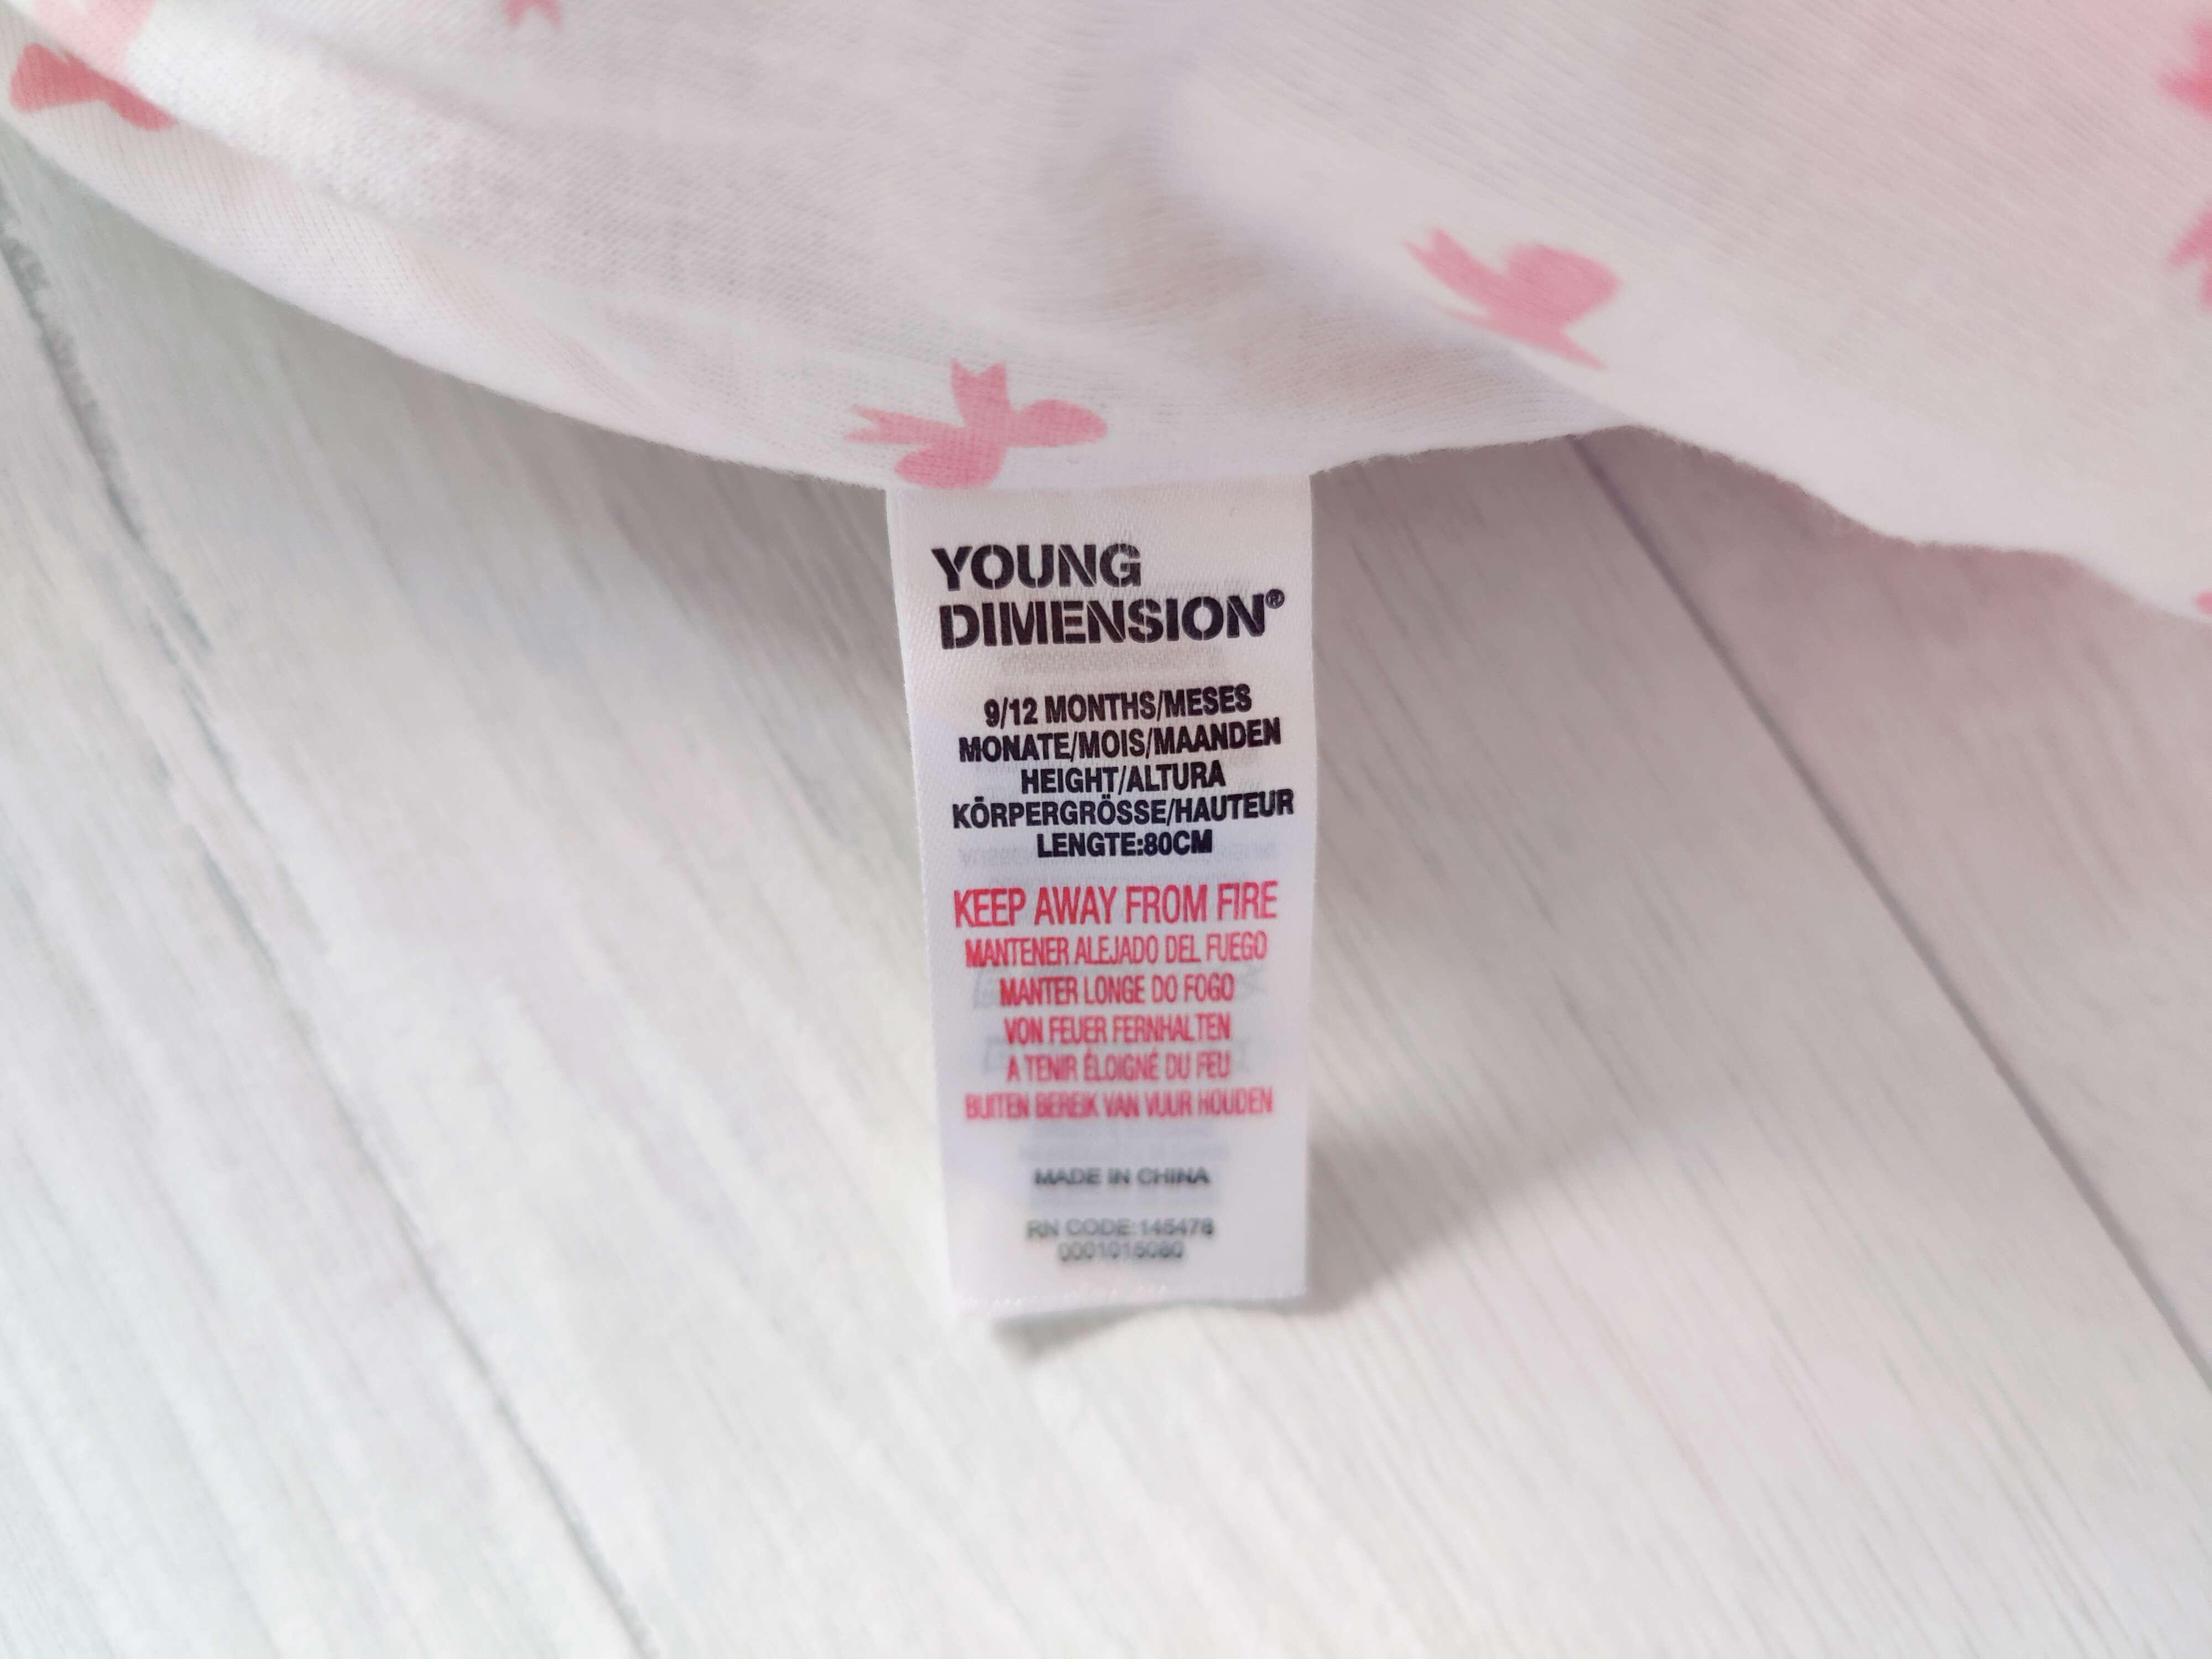 YOUNG
DIMENSION®
9/12 MONTHS/MESES
MONATE/MOIS/MAANDEN
HEIGHT/ALTURA
KÖRPERGRÖSSE/HAUTEUR
LENGTE:80CM
KEEP AWAY FROM FIRE
MANTENER ALEJADO DEL FUEGO
MANTER LONGE DO FOGO
VON FEUER FERNHALTEN
A TENIR ÉLOIGNÉ DU FEU
BUITEN BEREIK VAN VUUR HOUDEN
MADE IN CHINA
RN CODE:145478
0001015080